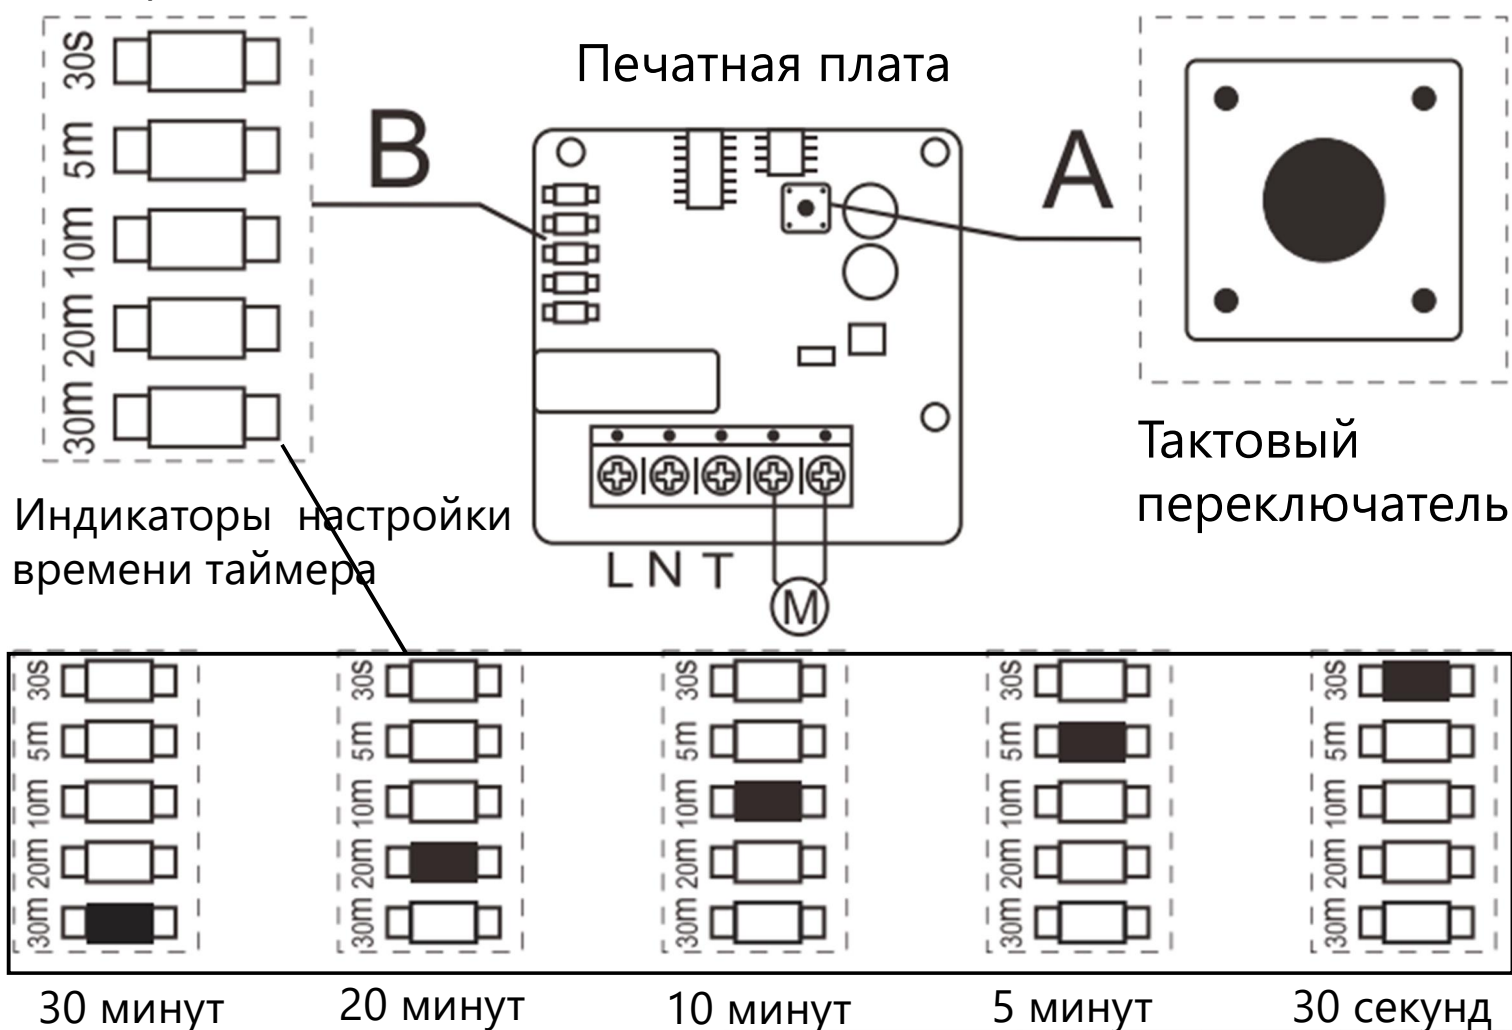 Печатная плата
30s
5m
10m
20m
30m
B
A
Тактовый
переключатель
Индикаторы настройки
времени таймера
L N T
M
30s
5m
10m
20m
30m
30s
5m
10m
20m
30m
30s
5m
10m
20m
30m
30s
5m
10m
20m
30m
30s
5m
10m
20m
30m
30 минут
20 минут
10 минут
5 минут
30 секунд